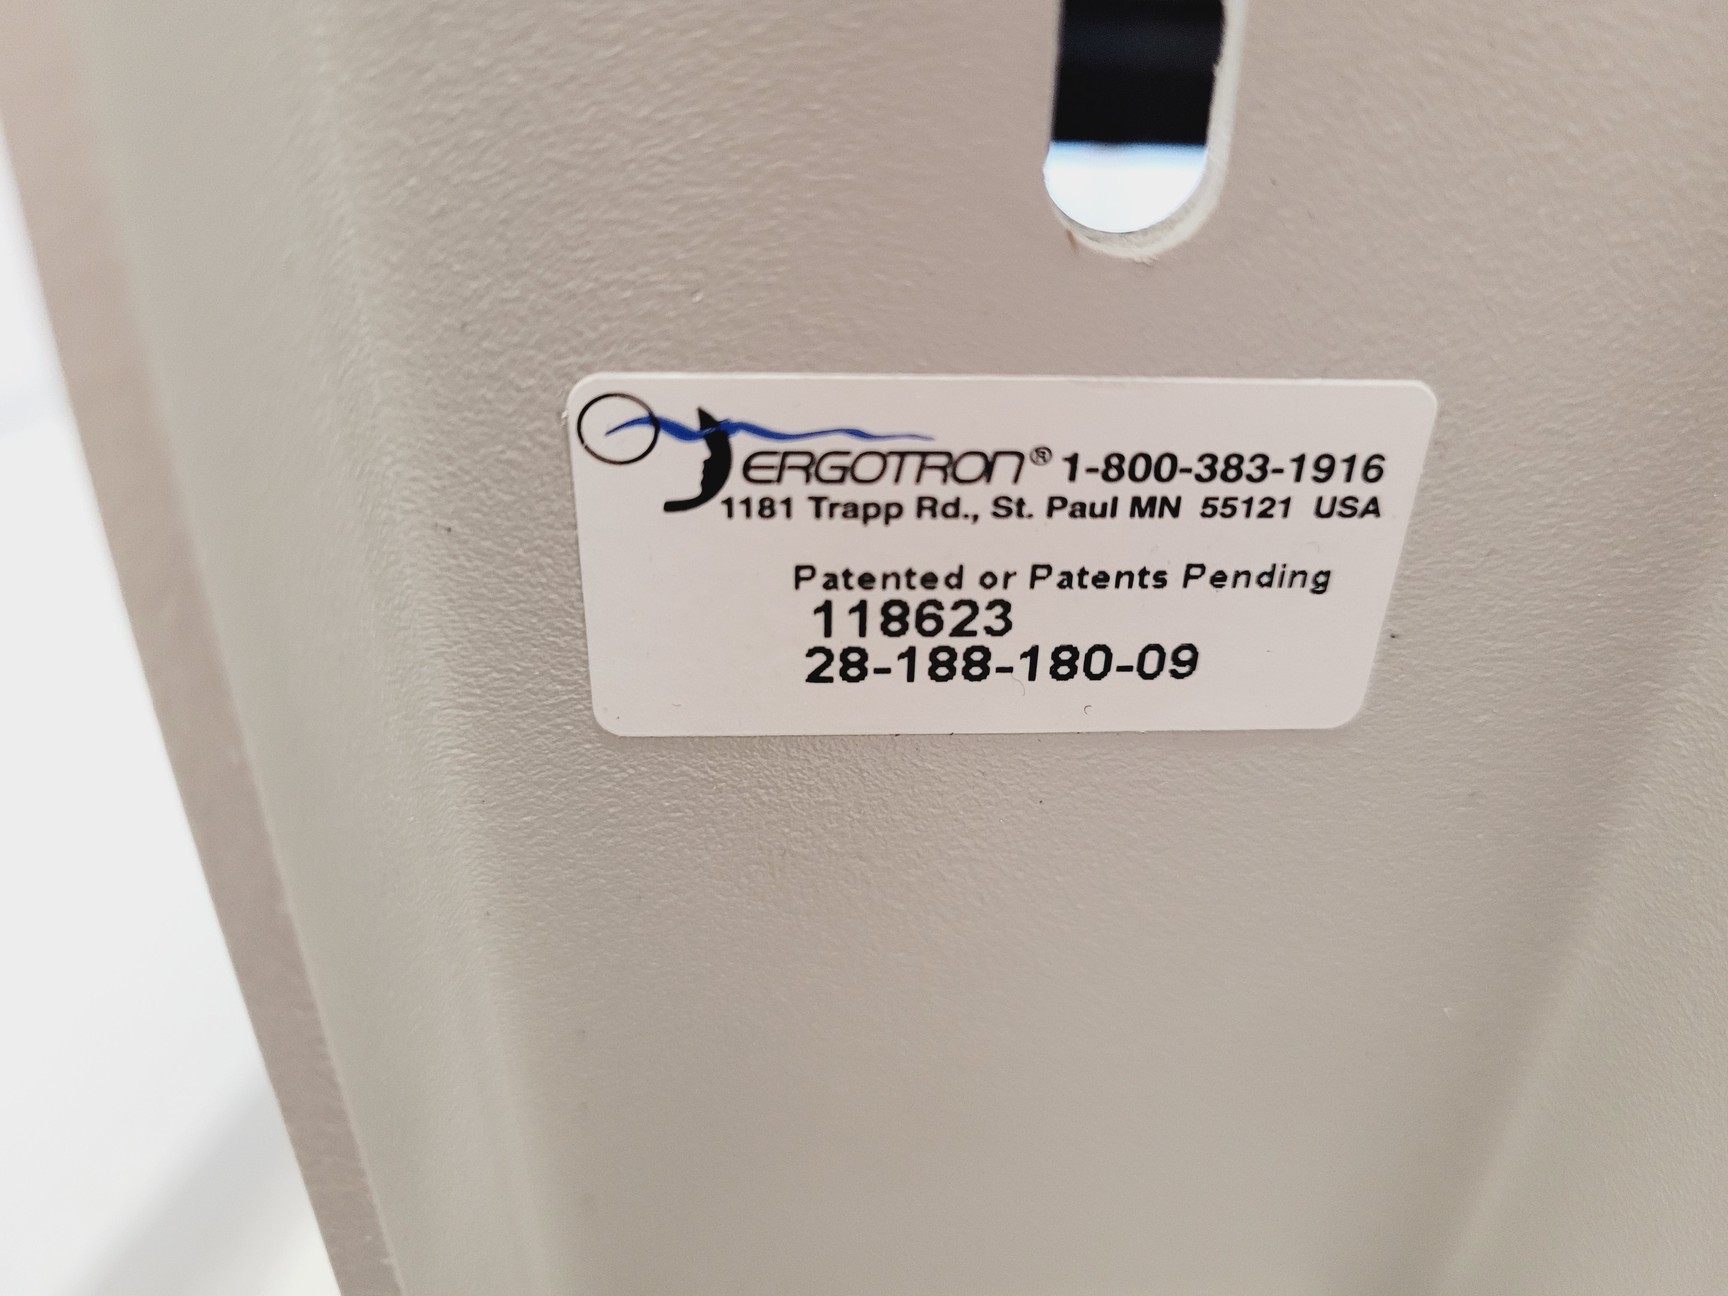 ERGOTRON® 1-800-383-1916
1181 Trapp Rd., St. Paul MN 55121 USA
Patented or Patents Pending
118623
28-188-180-09